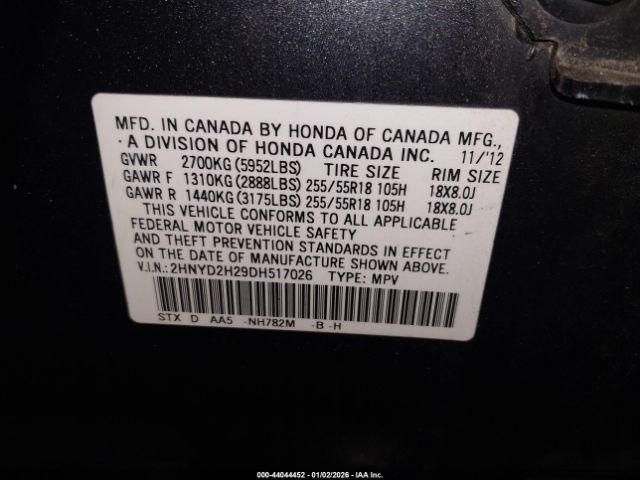 MFD. IN CANADA BY HONDA OF CANADA MFG.,
A DIVISION OF HONDA CANADA INC. 11/'12
GVWR 2700KG(5952LBS) TIRE SIZE RIM SIZE
GAWR F 1310KG(2888LBS) 255/55R18 105H 18X8.0J
GAWR R 1440KG(3175LBS) 255/55R18 105H 18X8.0J
THIS VEHICLE CONFORMS TO ALL APPLICABLE
FEDERAL MOTOR VEHICLE SAFETY
AND THEFT PREVENTION STANDARDS IN EFFECT
ON THE DATE OF MANUFACTURE SHOWN ABOVE.
V.I.N.: 2HNYD2H29DH517026 TYPE: MPV
STX D AA5 -NH782M -B -H
000-44044452 - 01/02/2026 - IAA Inc.